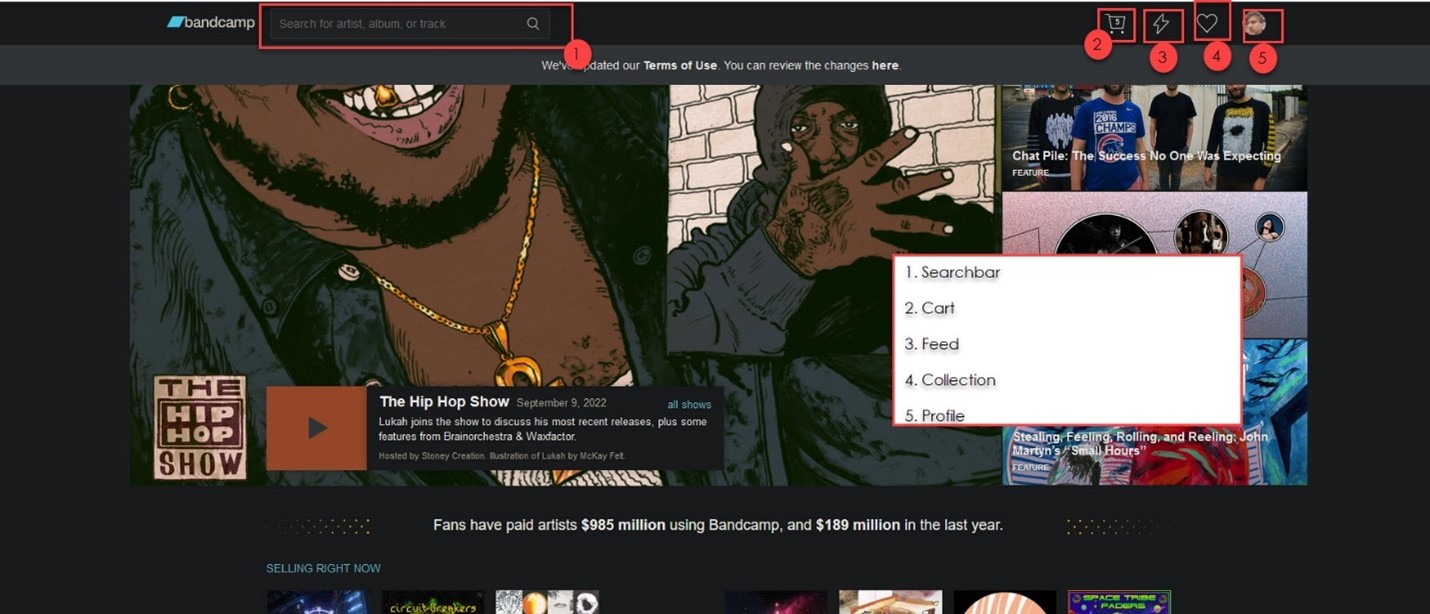 bandcamp
Search for artist, album, or track
5
1
2
3
4
5
We've updated our Terms of Use. You can review the changes here.
2016
CHAMPS
Chat Pile: The Success No One Was Expecting
FEATURE
1. Searchbar
2. Cart
3. Feed
4. Collection
5. Profile
THE
HIP
HOP
SHOW
The Hip Hop Show September 9, 2022
all shows
Lukah joins the show to discuss his most recent releases, plus some
features from Brainorchestra & Waxfactor.
Hosted by Stoney Creation. Illustration of Lukah by McKay Felt.
Stealing, Feeling, Rolling, and Reeling: John
Martyn's “Small Hours”
FEATURE
Fans have paid artists $985 million using Bandcamp, and $189 million in the last year.
SELLING RIGHT NOW
circuit-breakers
SPACE TRIBE
FADERS